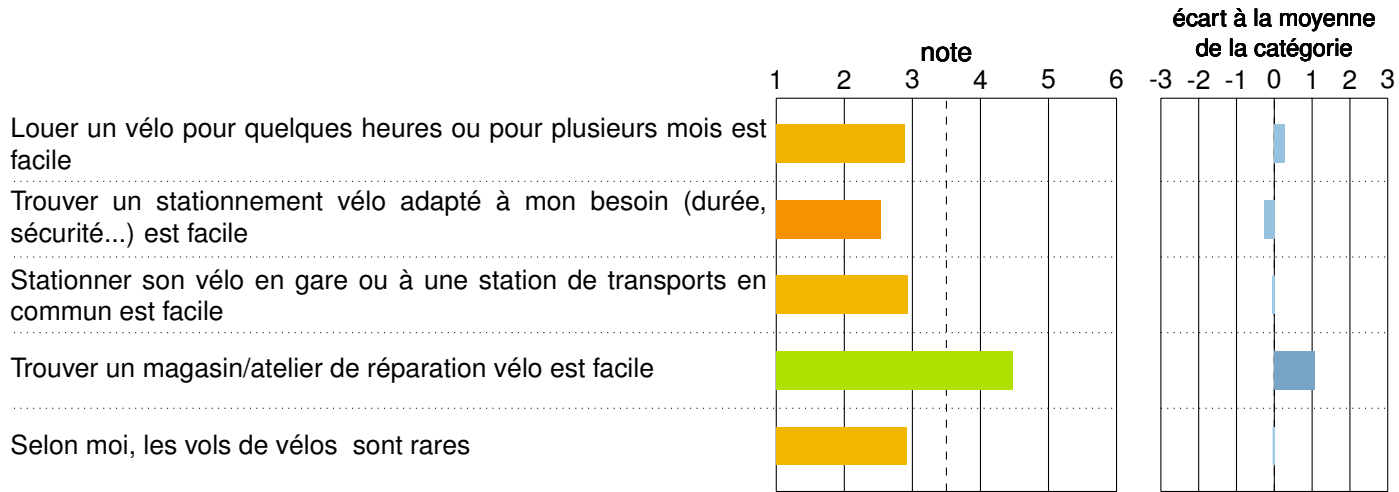 écart à la moyenne
note de la catégorie
1 2 3 4 5 6 -3 -2 -1 0 1 2 3
Louer un vélo pour quelques heures ou pour plusieurs mois est
facile
Trouver un stationnement vélo adapté à mon besoin (durée,
sécurité...) est facile
Stationner son vélo en gare ou à une station de transports en
commun est facile
Trouver un magasin/atelier de réparation vélo est facile
Selon moi, les vols de vélos sont rares